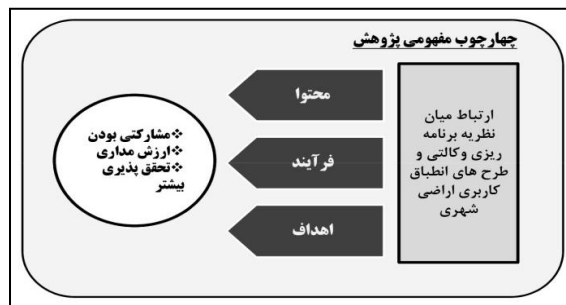 چهارچوب مفهومی پژوهش
ارتباط میان
نظریه برنامه
ریزی وکالتی و
طرح های انطباق
کاربری اراضی
شهری
محتوا
فرآیند
اهداف
❖مشارکتی بودن
❖ارزش مداری
❖تحقق پذیری
بیشتر